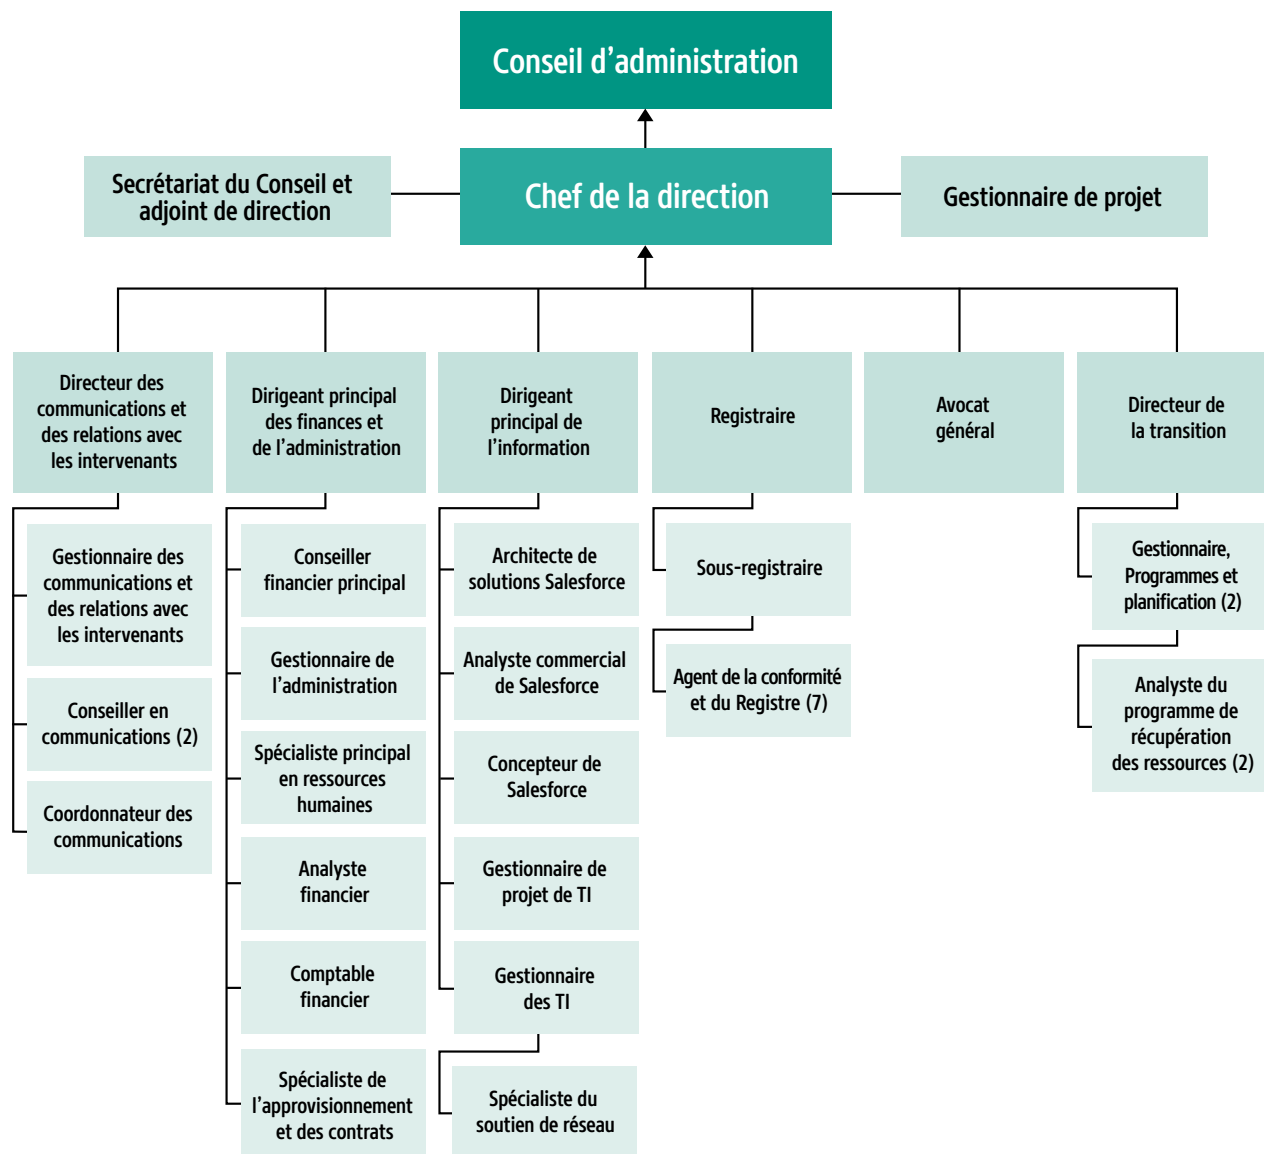 Conseil d’administration
Secrétariat du Conseil et
adjoint de direction
Chef de la direction
Gestionnaire de projet
Directeur des
communications et
des relations avec
les intervenants
Dirigeant principal
des finances et
de l’administration
Dirigeant
principal de
l’information
Registraire
Avocat
général
Directeur de
la transition
Gestionnaire des
communications et
des relations avec
les intervenants
Conseiller en
communications (2)
Coordonnateur des
communications
Conseiller
financier principal
Gestionnaire de
l’administration
Spécialiste principal
en ressources
humaines
Analyste
financier
Comptable
financier
Spécialiste de
l’approvisionnement
et des contrats
Architecte de
solutions Salesforce
Analyste commercial
de Salesforce
Concepteur de
Salesforce
Gestionnaire de
projet de TI
Gestionnaire
des TI
Spécialiste du
soutien de réseau
Sous-registraire
Agent de la conformité
et du Registre (7)
Gestionnaire,
Programmes et
planification (2)
Analyste du
programme de
récupération
des ressources (2)